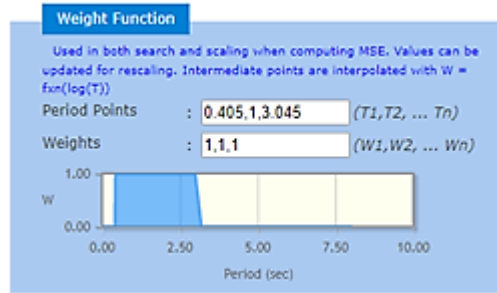 Weight Function
Used in both search and scaling when computing MSE. Values can be
updated for rescaling. Intermediate points are interpolated with W =
fxn(log(T))
Period Points : 0.405,1,3.045 (T1,T2, ... Tn)
Weights : 1,1,1 (W1,W2, ... Wn)
1.00
W
0.00
0.00 2.50 5.00 7.50 10.00
Period (sec)